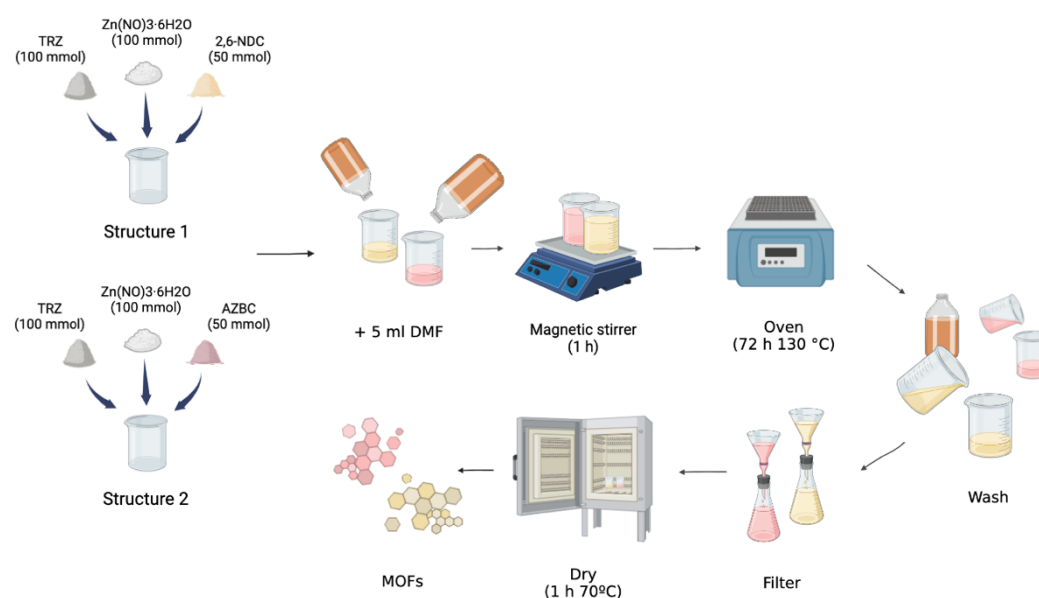 TRZ
(100 mmol)
Zn(NO)3·6H2O
(100 mmol)
2,6-NDC
(50 mmol)
Structure 1
TRZ
(100 mmol)
Zn(NO)3·6H2O
(100 mmol)
AZBC
(50 mmol)
Structure 2
+ 5 ml DMF
Magnetic stirrer
(1 h)
Oven
(72 h 130 °C)
Wash
Filter
Dry
(1 h 70ºC)
MOFs